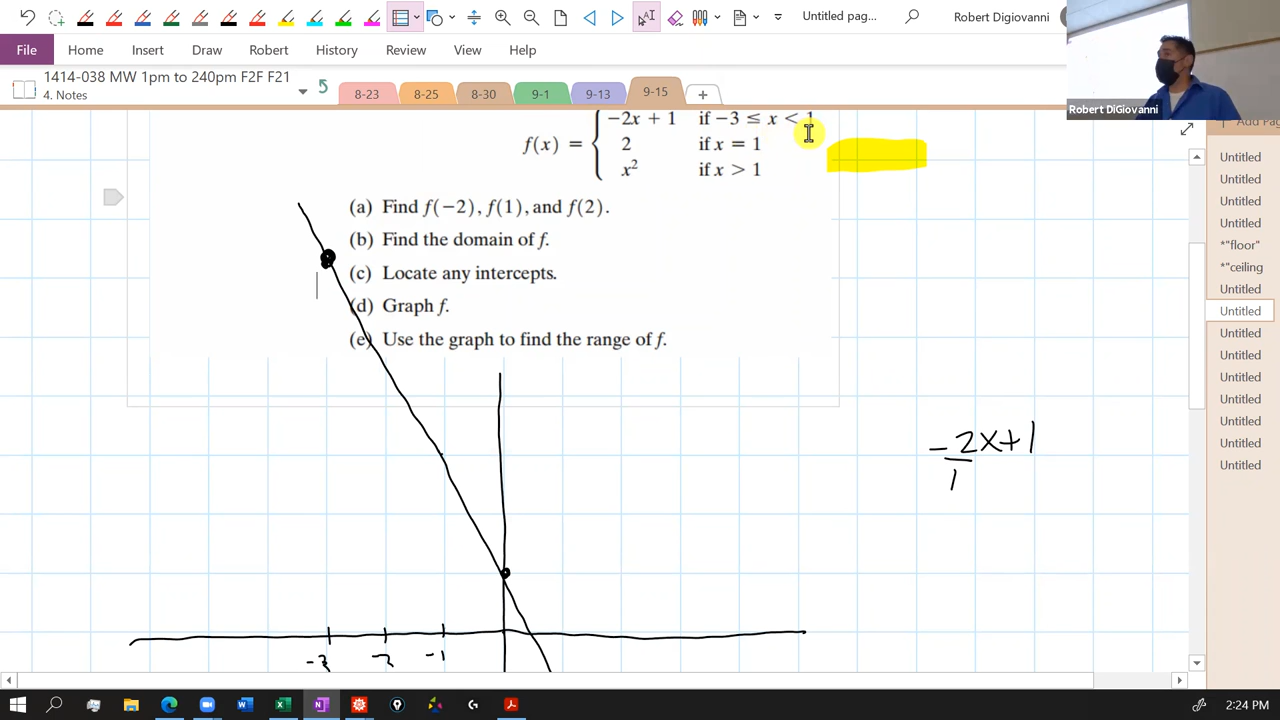 Untitled pag...
Robert Digiovanni
File
Home
Insert
Draw
Robert
History
Review
View
Help
1414-038 MW 1pm to 240pm F2F F21
4. Notes
8-23
8-25
8-30
9-1
9-13
9-15
Robert DiGiovanni
Add Page
−2x + 1 if −3 ≤ x < 1
f(x) = 2 if x = 1
x² if x > 1
(a) Find f(−2), f(1), and f(2).
(b) Find the domain of f.
(c) Locate any intercepts.
(d) Graph f.
(e) Use the graph to find the range of f.
-2x+1
1
-3 -2 -1
Untitled
Untitled
Untitled
Untitled
*"floor"
*"ceiling
Untitled
Untitled
Untitled
Untitled
Untitled
Untitled
Untitled
Untitled
Untitled
2:24 PM